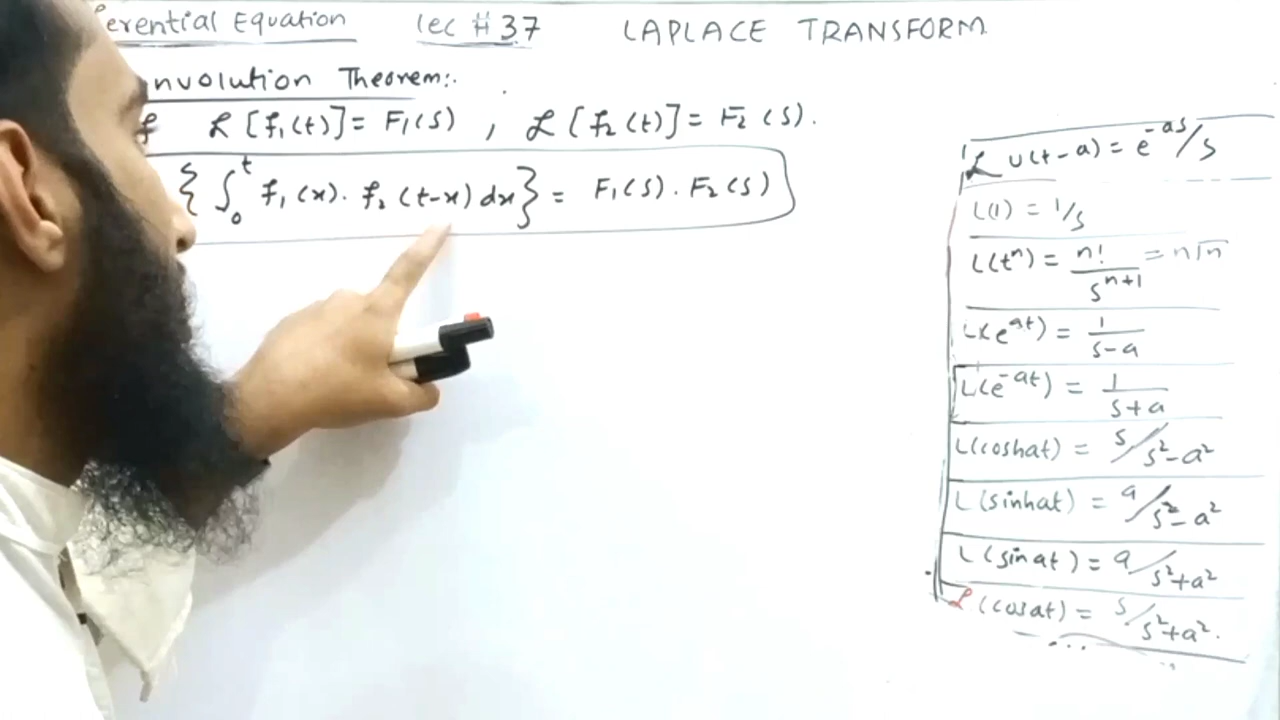 erential Equation lec # 37 LAPLACE TRANSFORM
nvolution Theorem:.
f ℒ[f₁(t)] = F₁(s) , ℒ[f₂(t)] = F₂(s).
{∫₀ᵗ f₁(x). f₂(t-x)dx} = F₁(s). F₂(s)
ℒ U(t-a) = e^-as/s
L(1) = 1/s
L(tⁿ) = n!/s^n+1 = n√n
L(e^at) = 1/s-a
L(e^-at) = 1/s+a
L(coshat) = s/s²-a²
L(sinhat) = a/s²-a²
L(sinat) = a/s²+a²
ℒ(cosat) = s/s²+a².